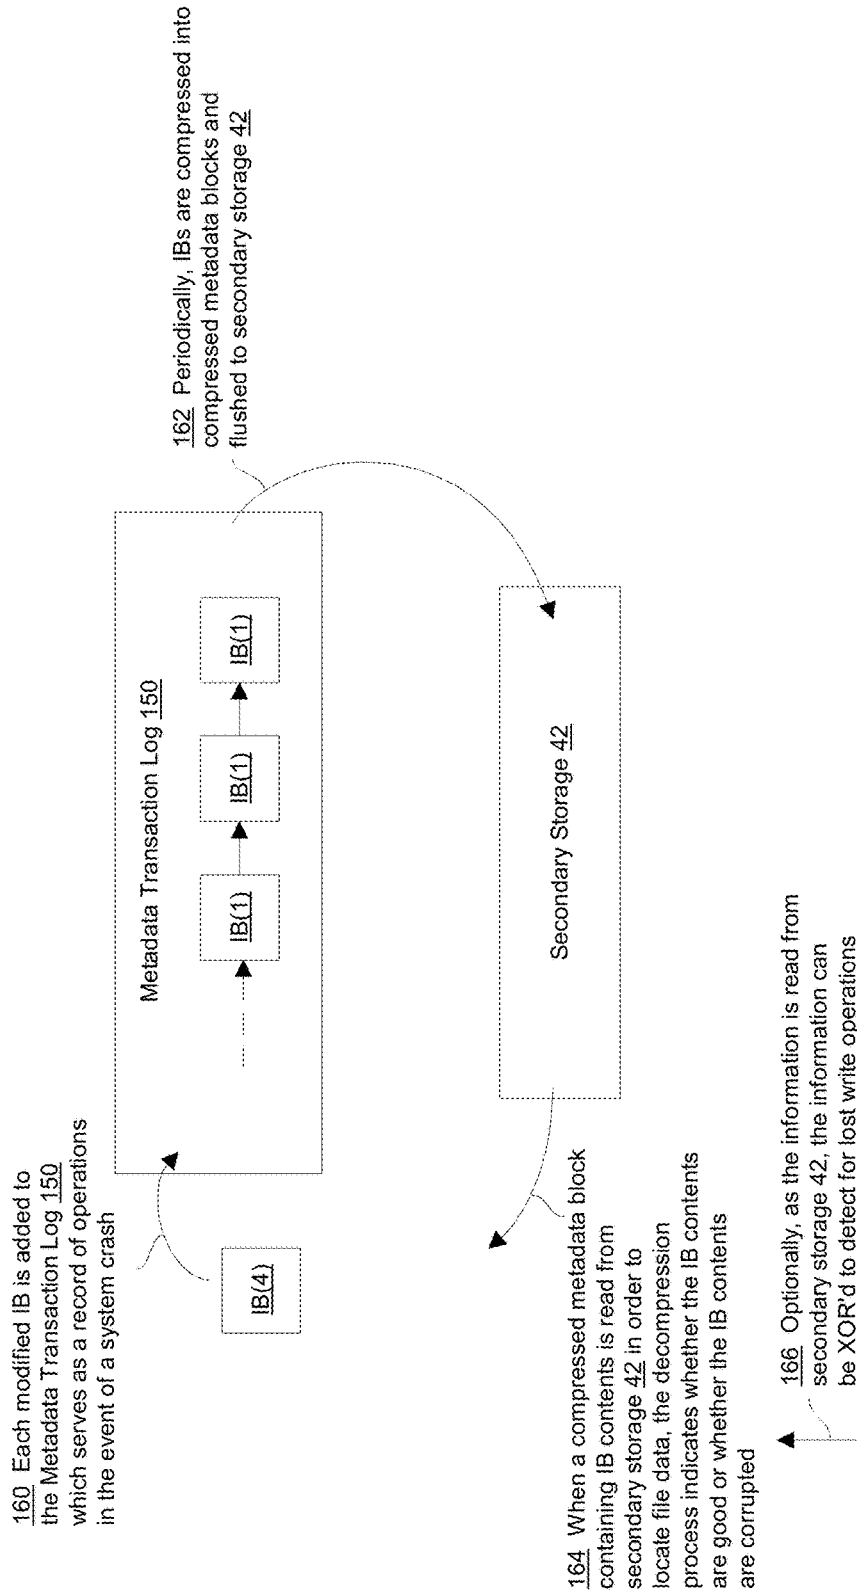 160 Each modified IB is added to
the Metadata Transaction Log 150
which serves as a record of operations
in the event of a system crash
IB(4)
Metadata Transaction Log 150
IB(1)
IB(1)
IB(1)
162 Periodically, IBs are compressed into
compressed metadata blocks and
flushed to secondary storage 42
164 When a compressed metadata block
containing IB contents is read from
secondary storage 42 in order to
locate file data, the decompression
process indicates whether the IB contents
are good or whether the IB contents
are corrupted
Secondary Storage 42
166 Optionally, as the information is read from
secondary storage 42, the information can
be XOR'd to detect for lost write operations